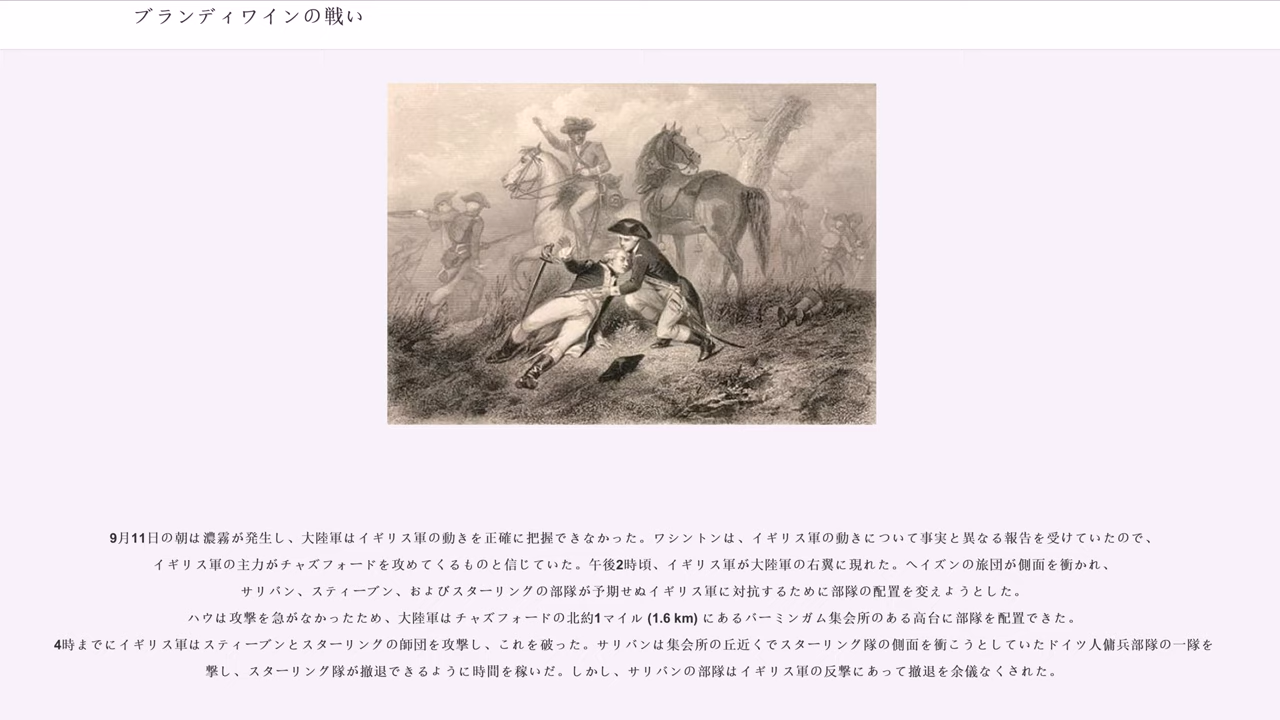 ブランディワインの戦い
9月11日の朝は濃霧が発生し、大陸軍はイギリス軍の動きを正確に把握できなかった。ワシントンは、イギリス軍の動きについて事実と異なる報告を受けていたので、
イギリス軍の主力がチャズフォードを攻めてくるものと信じていた。午後2時頃、イギリス軍が大陸軍の右翼に現れた。ヘイズンの旅団が側面を衝かれ、
サリバン、スティーブン、およびスターリングの部隊が予期せぬイギリス軍に対抗するために部隊の配置を変えようとした。
ハウは攻撃を急がなかったため、大陸軍はチャズフォードの北約1マイル (1.6 km) にあるバーミンガム集会所のある高台に部隊を配置できた。
4時までにイギリス軍はスティーブンとスターリングの師団を攻撃し、これを破った。サリバンは集会所の丘近くでスターリング隊の側面を衝こうとしていたドイツ人傭兵部隊の一隊を
撃し、スターリング隊が撤退できるように時間を稼いだ。しかし、サリバンの部隊はイギリス軍の反撃にあって撤退を余儀なくされた。